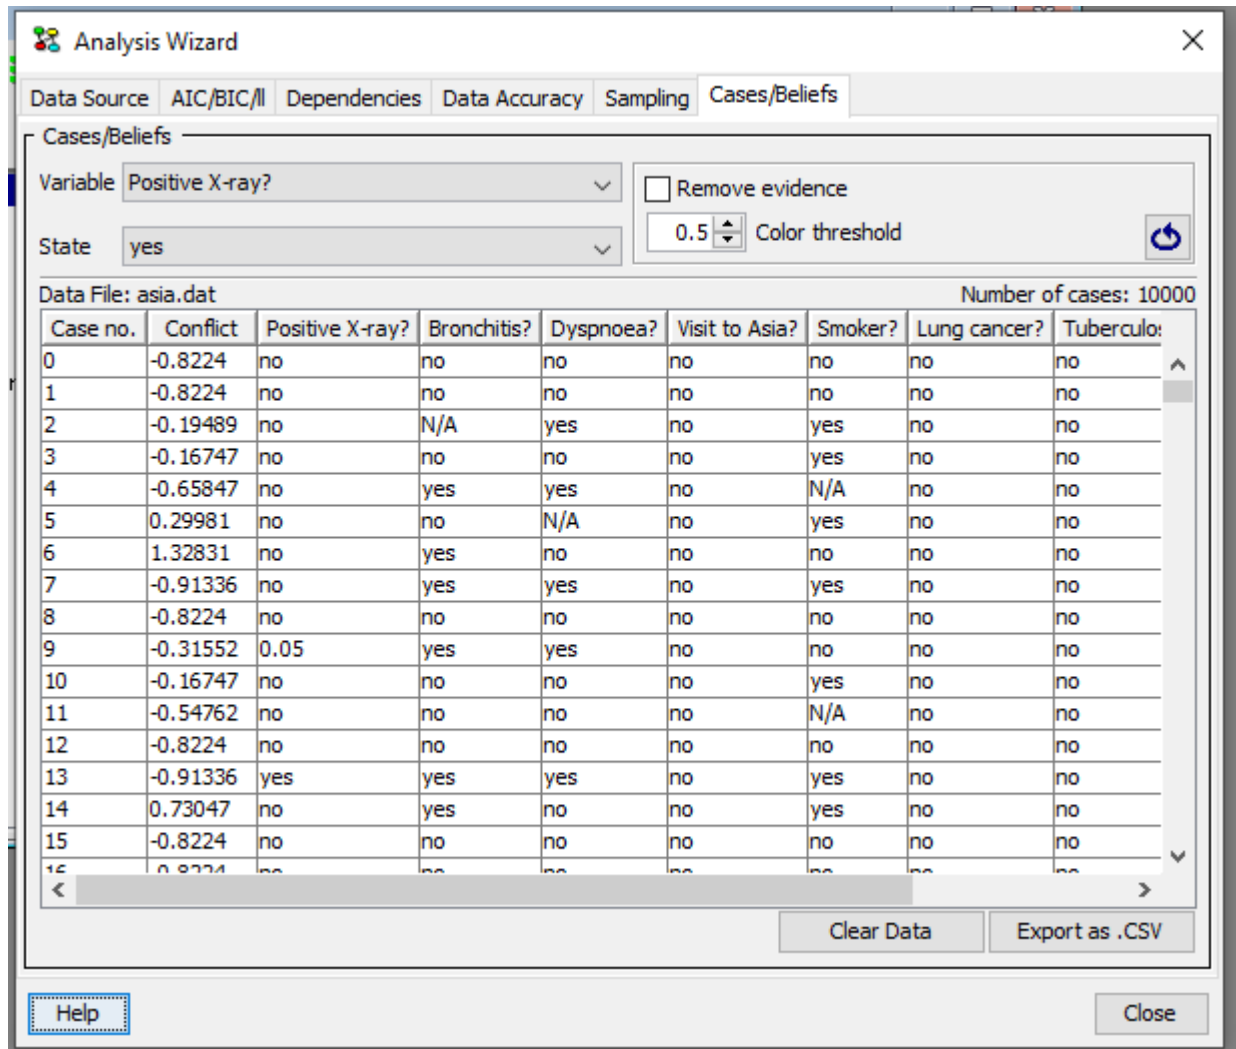 Analysis Wizard
Data Source AIC/BIC/ll Dependencies Data Accuracy Sampling Cases/Beliefs
Cases/Beliefs
Variable Positive X-ray?
Remove evidence
State yes
0.5 Color threshold
Data File: asia.dat Number of cases: 10000
Case no. Conflict Positive X-ray? Bronchitis? Dyspnoea? Visit to Asia? Smoker? Lung cancer? Tuberculos
0 -0.8224 no no no no no no no
1 -0.8224 no no no no no no no
2 -0.19489 no N/A yes no yes no no
3 -0.16747 no no no no yes no no
4 -0.65847 no yes yes no N/A no no
5 0.29981 no no N/A no yes no no
6 1.32831 no yes no no no no no
7 -0.91336 no yes yes no yes no no
8 -0.8224 no no no no no no no
9 -0.31552 0.05 yes yes no no no no
10 -0.16747 no no no no yes no no
11 -0.54762 no no no no N/A no no
12 -0.8224 no no no no no no no
13 -0.91336 yes yes yes no yes no no
14 0.73047 no yes no no yes no no
15 -0.8224 no no no no no no no
16 -0.8224 no no no no no no no
Clear Data Export as .CSV
Help Close